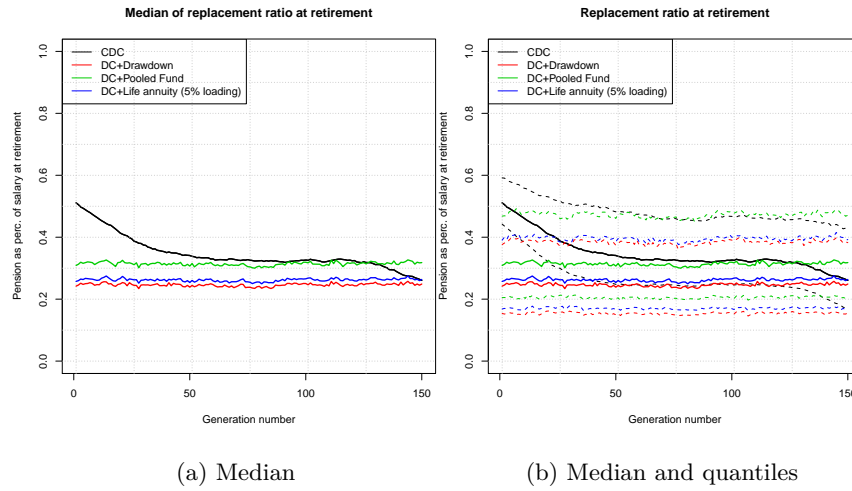 Median of replacement ratio at retirement
CDC
DC+Drawdown
DC+Pooled Fund
DC+Life annuity (5% loading)
Pension as perc. of salary at retirement
1.0
0.8
0.6
0.4
0.2
0.0
0 50 100 150
Generation number
(a) Median
Replacement ratio at retirement
CDC
DC+Drawdown
DC+Pooled Fund
DC+Life annuity (5% loading)
Pension as perc. of salary at retirement
1.0
0.8
0.6
0.4
0.2
0.0
0 50 100 150
Generation number
(b) Median and quantiles